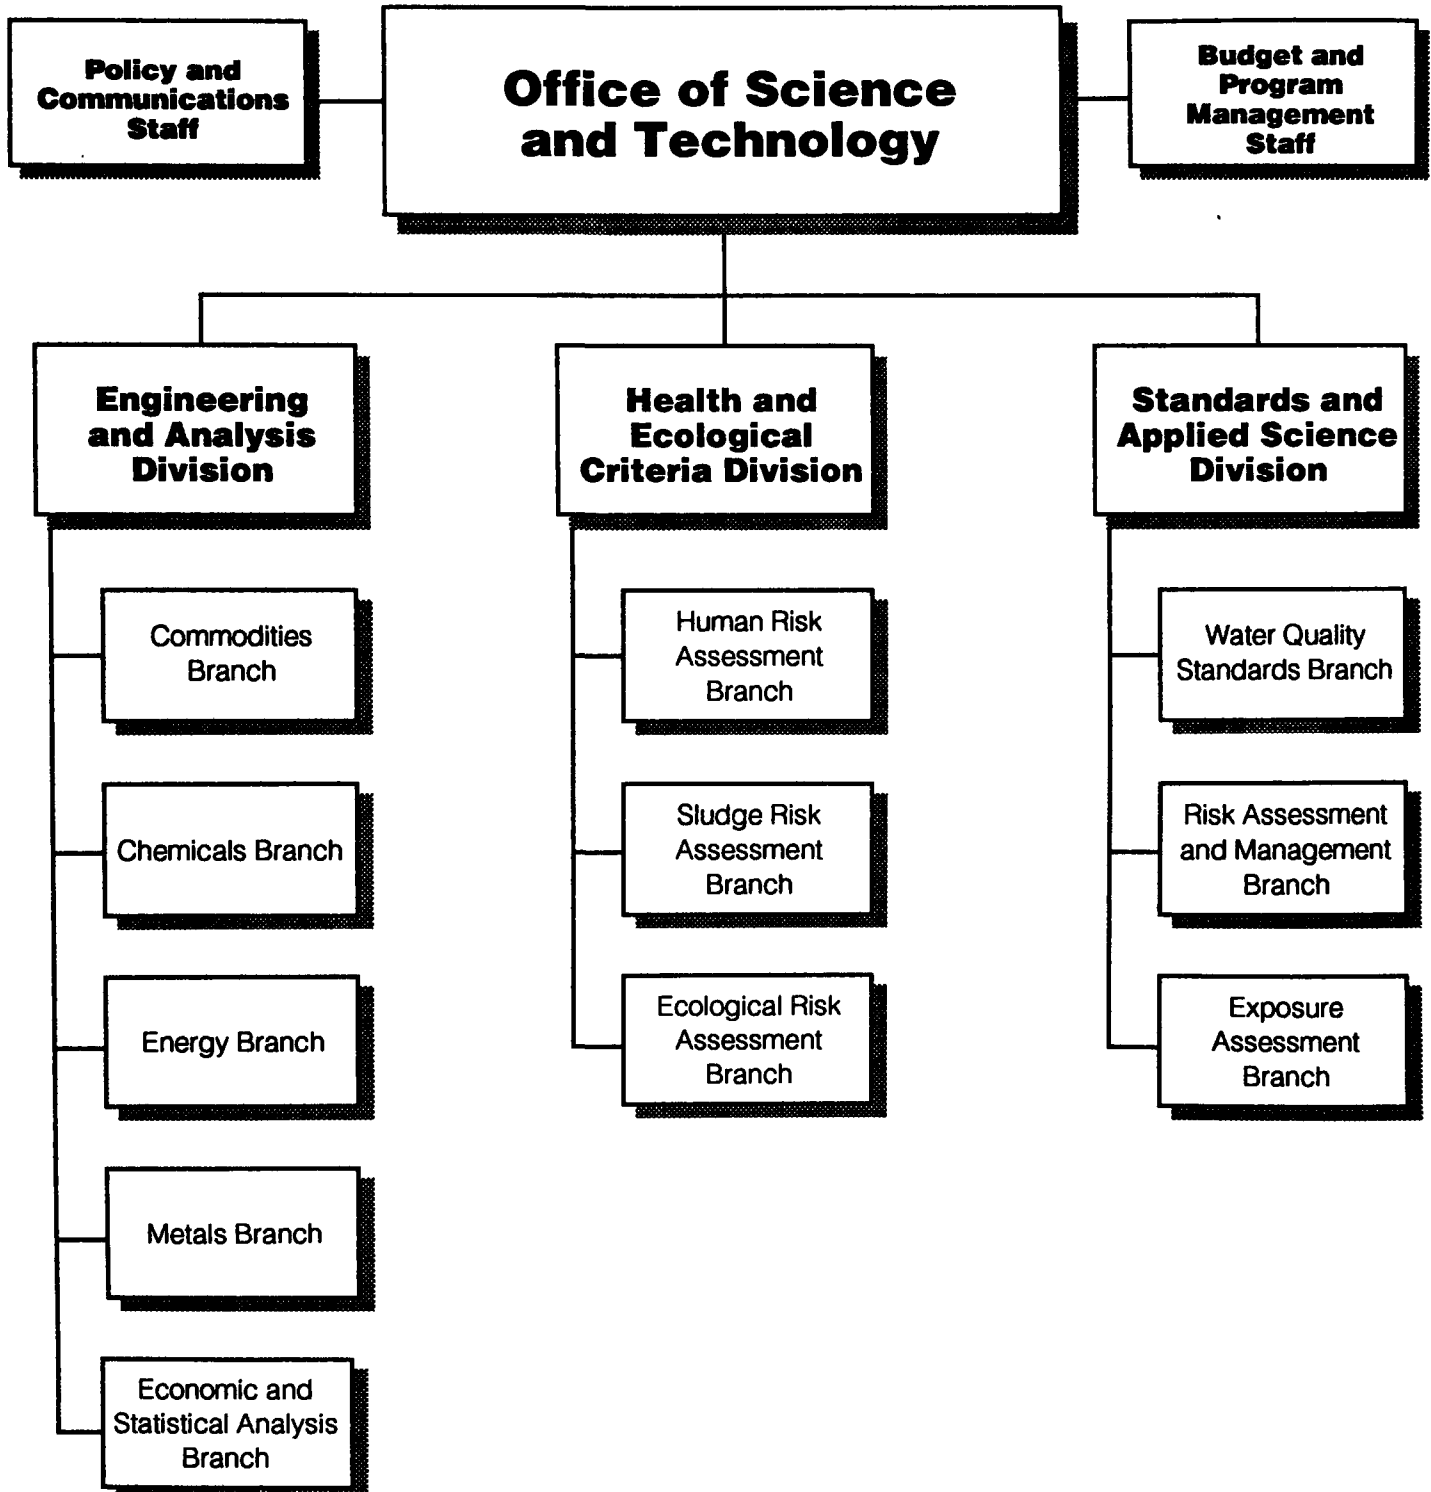 Policy and
Communications
Staff
Office of Science
and Technology
Budget and
Program
Management
Staff
Engineering
and Analysis
Division
Health and
Ecological
Criteria Division
Standards and
Applied Science
Division
Commodities
Branch
Chemicals Branch
Energy Branch
Metals Branch
Economic and
Statistical Analysis
Branch
Human Risk
Assessment
Branch
Sludge Risk
Assessment
Branch
Ecological Risk
Assessment
Branch
Water Quality
Standards Branch
Risk Assessment
and Management
Branch
Exposure
Assessment
Branch